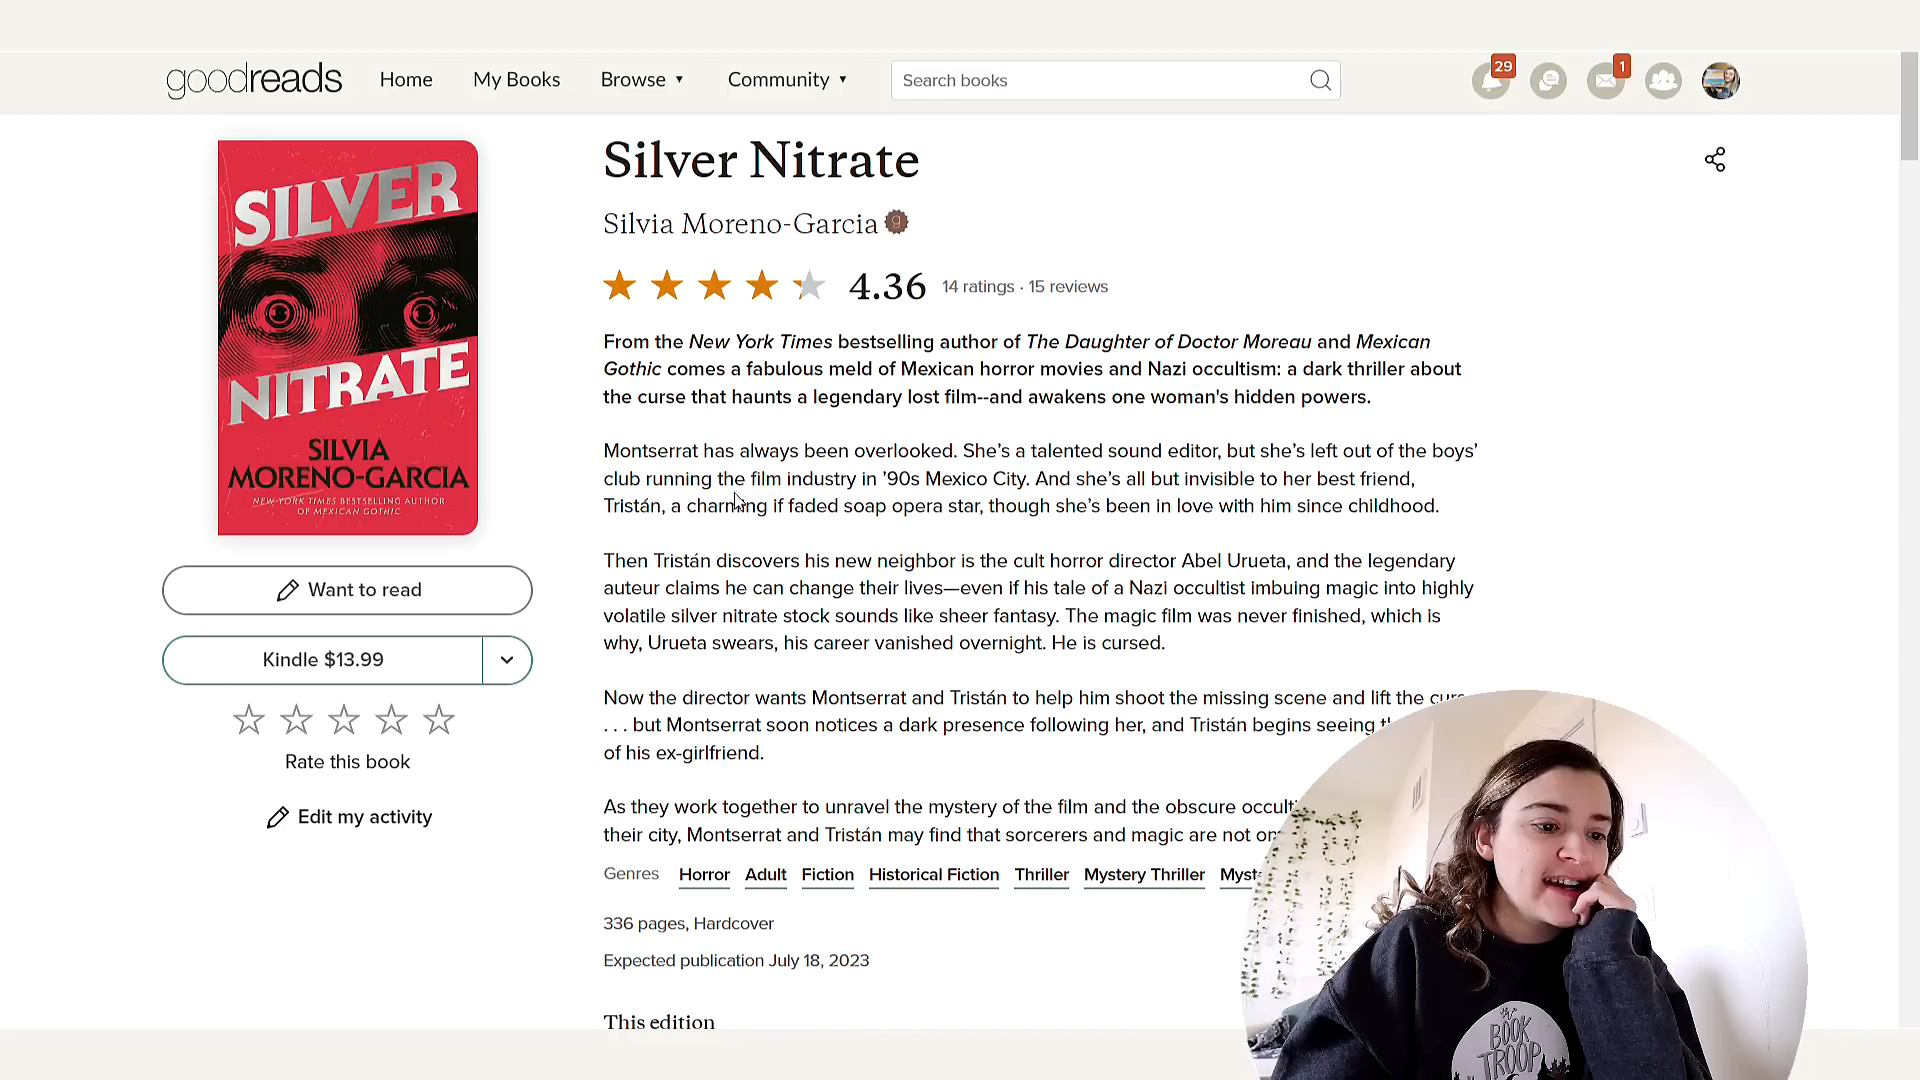 goodreads Home My Books Browse Community Search books 29 1
SILVER
NITRATE
SILVIA
MORENO-GARCIA
NEW YORK TIMES BESTSELLING AUTHOR
OF MEXICAN GOTHIC
Want to read
Kindle $13.99
Rate this book
Edit my activity
Silver Nitrate
Silvia Moreno-Garcia
4.36 14 ratings · 15 reviews
From the New York Times bestselling author of The Daughter of Doctor Moreau and Mexican
Gothic comes a fabulous meld of Mexican horror movies and Nazi occultism: a dark thriller about
the curse that haunts a legendary lost film--and awakens one woman's hidden powers.
Montserrat has always been overlooked. She’s a talented sound editor, but she’s left out of the boys’
club running the film industry in ’90s Mexico City. And she’s all but invisible to her best friend,
Tristán, a charming if faded soap opera star, though she’s been in love with him since childhood.
Then Tristán discovers his new neighbor is the cult horror director Abel Urueta, and the legendary
auteur claims he can change their lives—even if his tale of a Nazi occultist imbuing magic into highly
volatile silver nitrate stock sounds like sheer fantasy. The magic film was never finished, which is
why, Urueta swears, his career vanished overnight. He is cursed.
Now the director wants Montserrat and Tristán to help him shoot the missing scene and lift the
. . . but Montserrat soon notices a dark presence following her, and Tristán begins seeing
of his ex-girlfriend.
As they work together to unravel the mystery of the film and the obscure
their city, Montserrat and Tristán may find that sorcerers and magic are not
Genres Horror Adult Fiction Historical Fiction Thriller Mystery Thriller
336 pages, Hardcover
Expected publication July 18, 2023
This edition
the
BOOK
TROOP